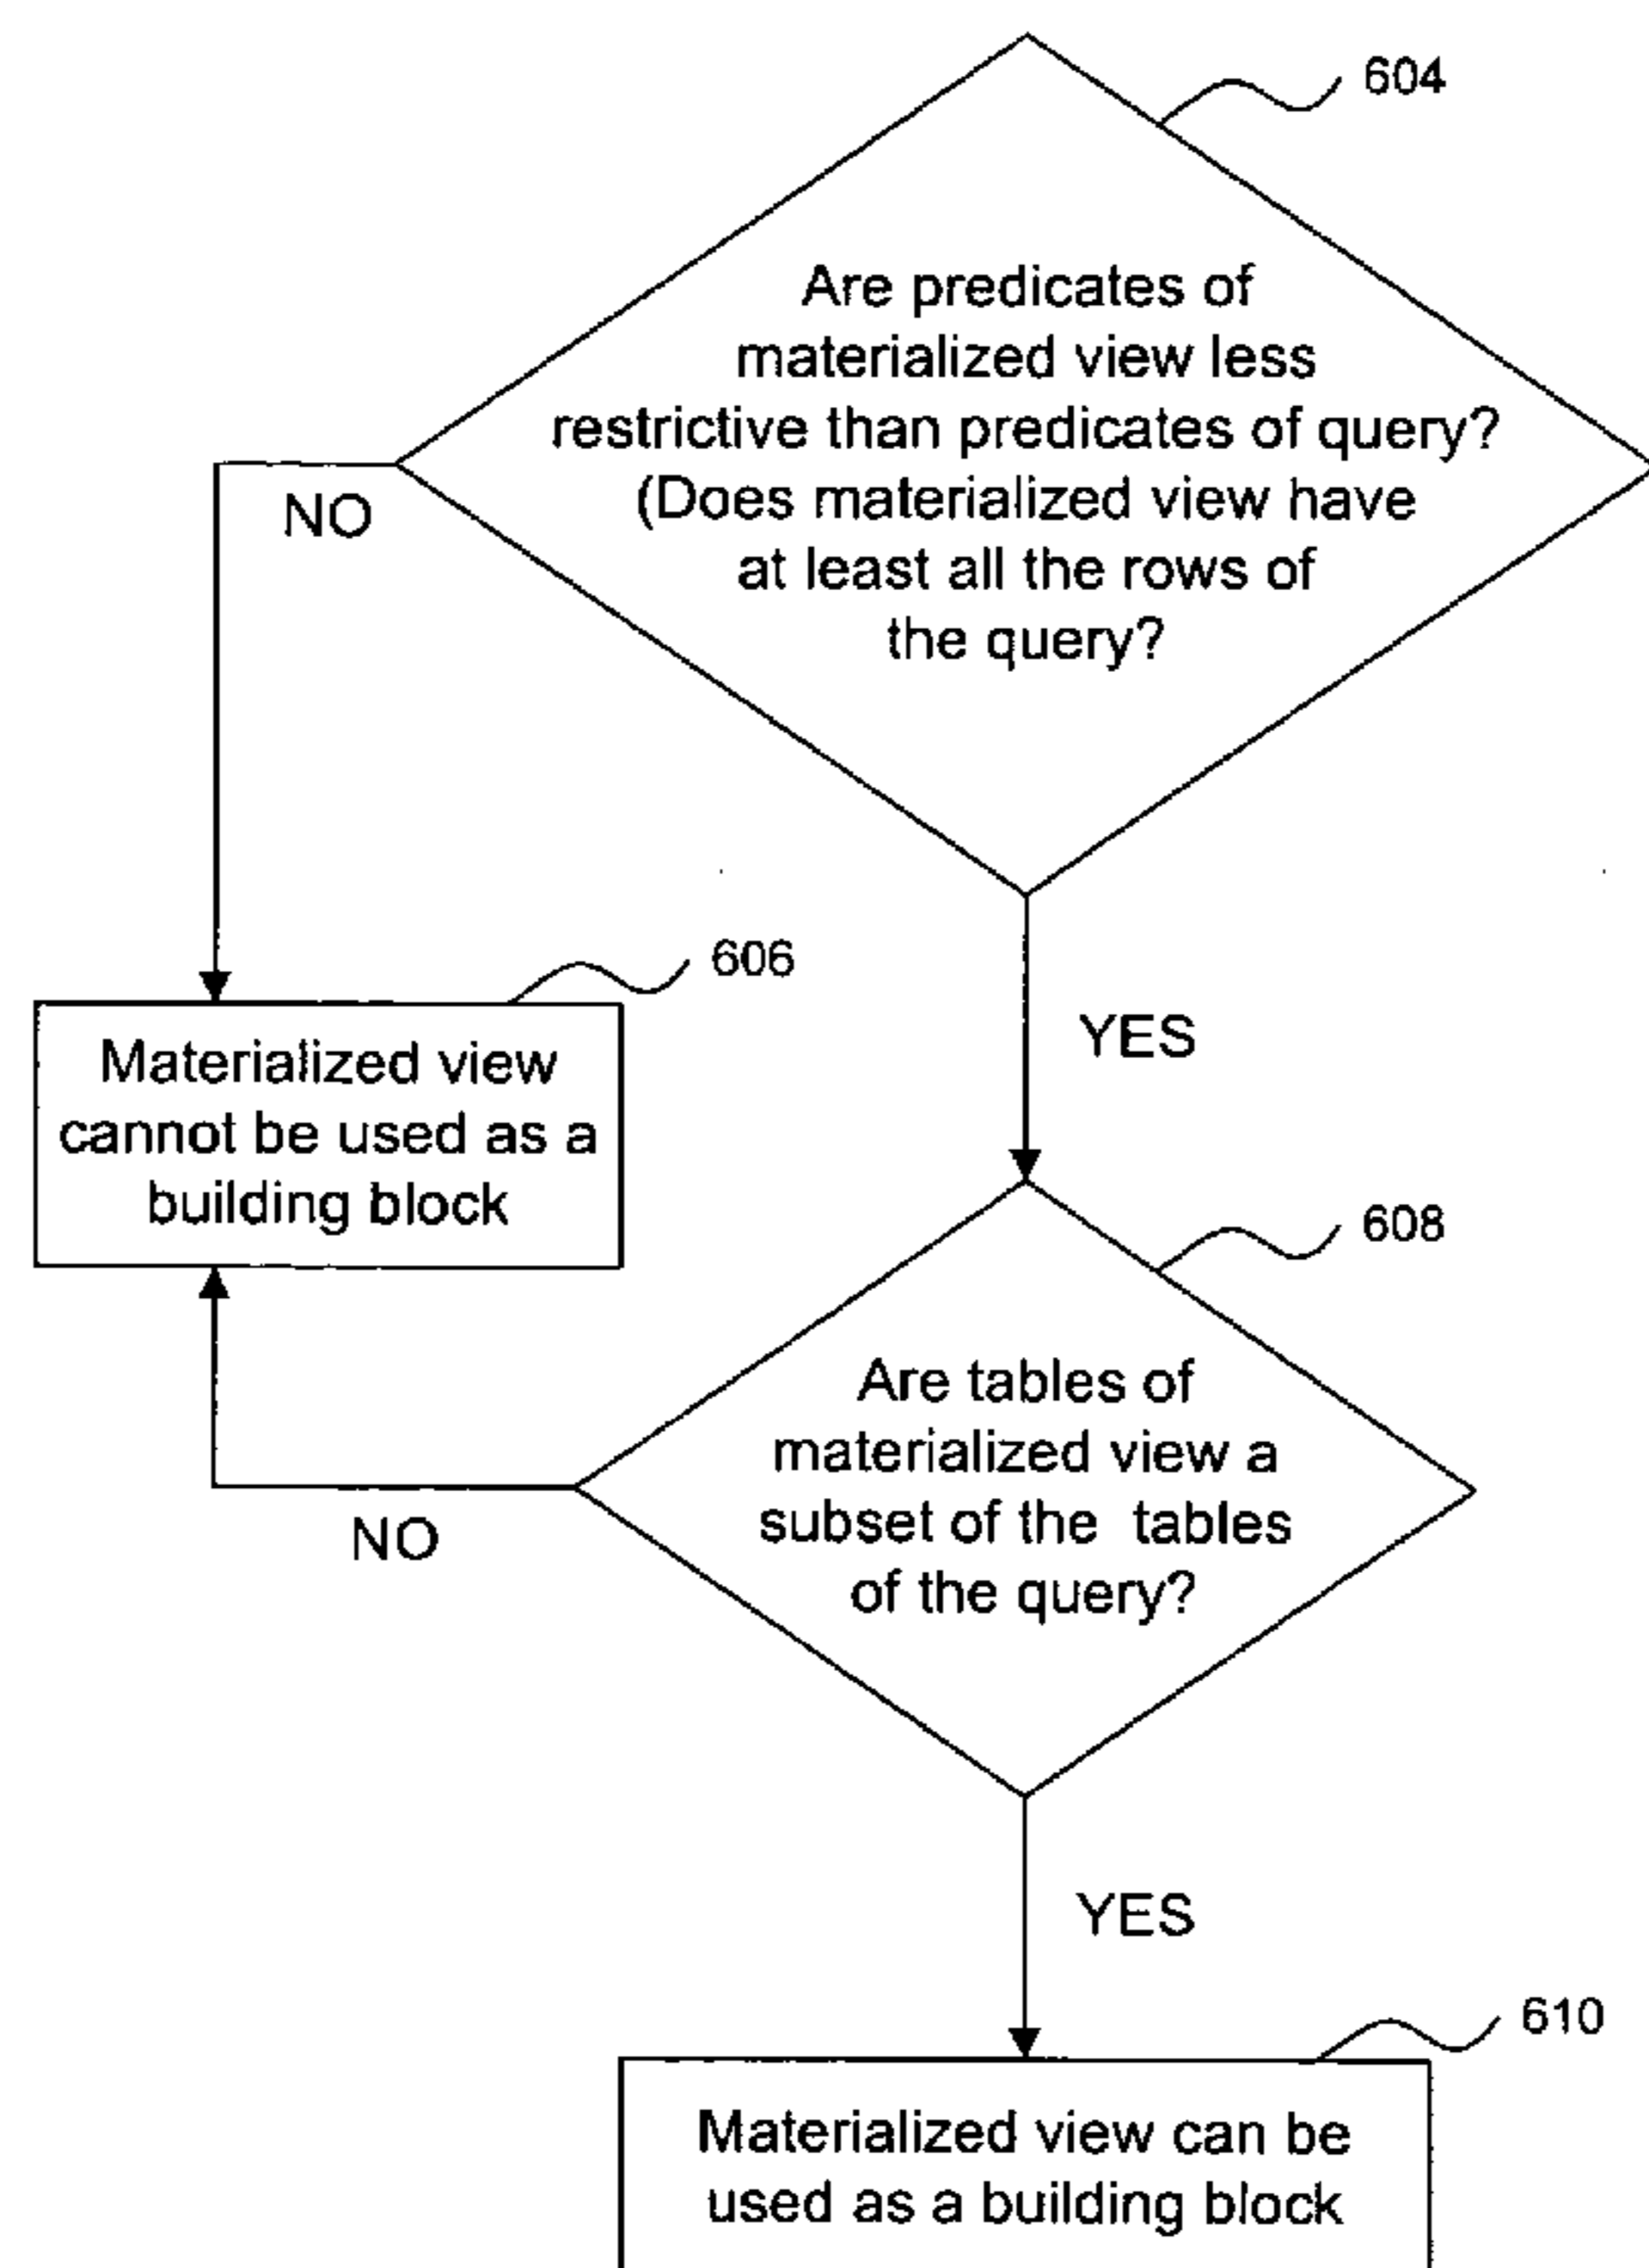 604
Are predicates of
materialized view less
restrictive than predicates of query?
(Does materialized view have
at least all the rows of
the query?
NO
606
YES
Materialized view
cannot be used as a
building block
608
Are tables of
materialized view a
subset of the tables
of the query?
NO
YES
610
Materialized view can be
used as a building block